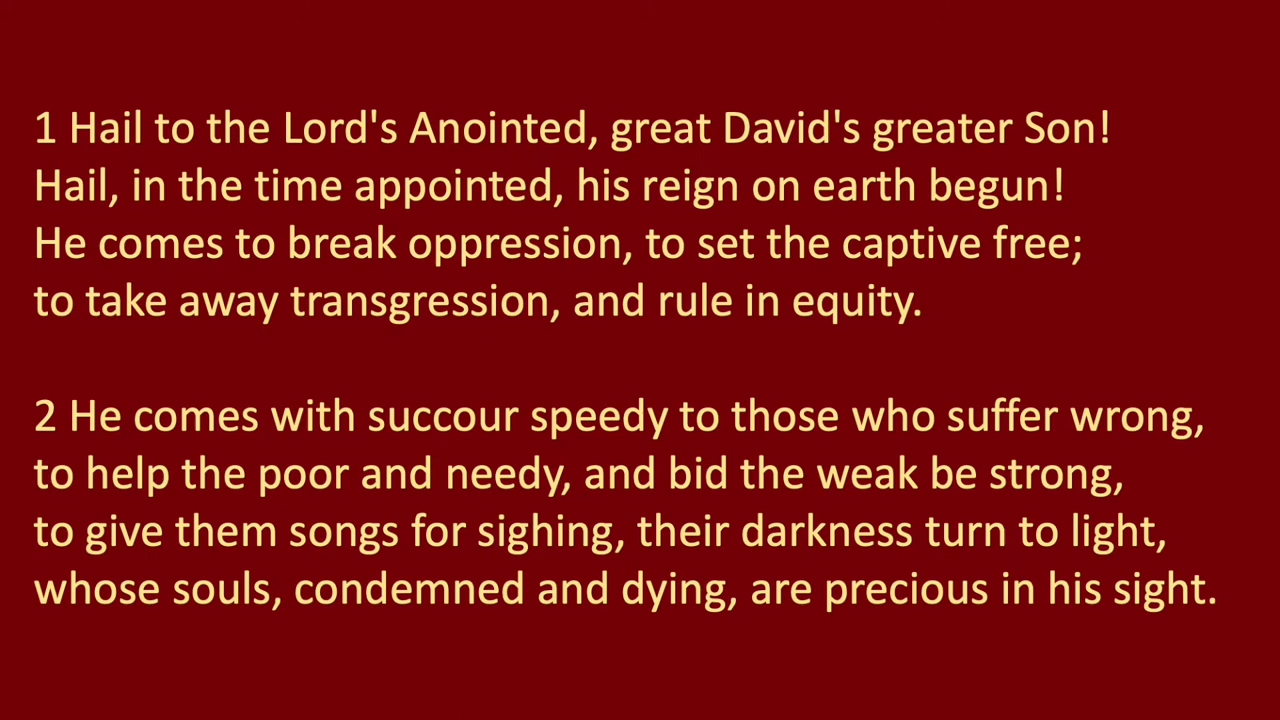 1 Hail to the Lord's Anointed, great David's greater Son!
Hail, in the time appointed, his reign on earth begun!
He comes to break oppression, to set the captive free;
to take away transgression, and rule in equity.
2 He comes with succour speedy to those who suffer wrong,
to help the poor and needy, and bid the weak be strong,
to give them songs for sighing, their darkness turn to light,
whose souls, condemned and dying, are precious in his sight.